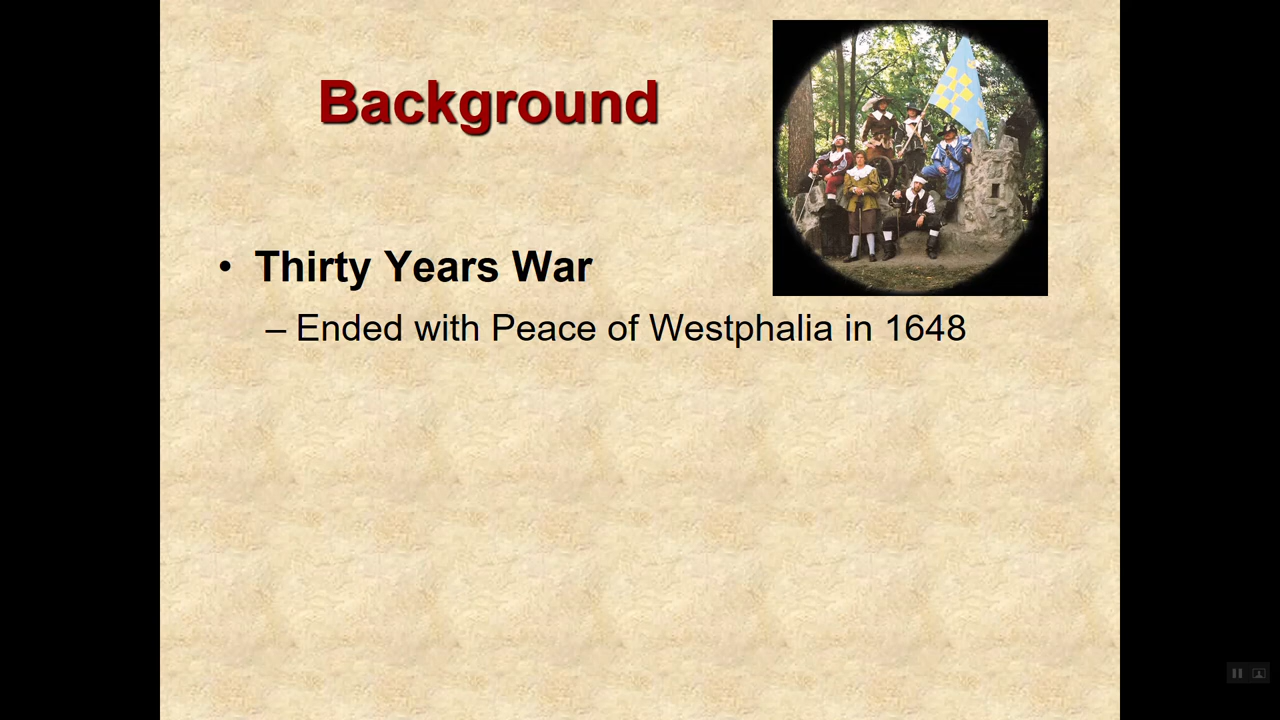 Background
• Thirty Years War
– Ended with Peace of Westphalia in 1648